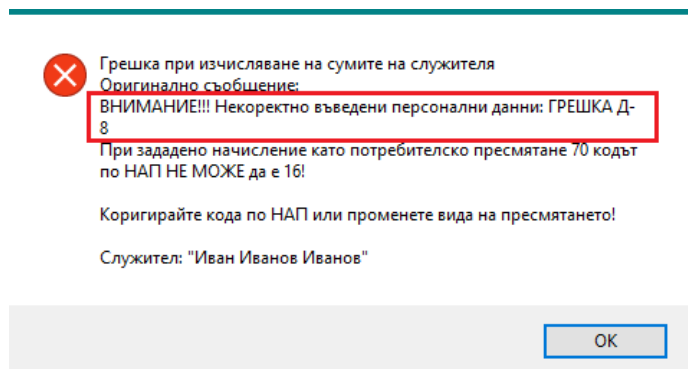 Грешка при изчисляване на сумите на служителя
Оригинално съобщение:
ВНИМАНИЕ!!! Некоректно въведени персонални данни: ГРЕШКА Д-
8
При зададено начисление като потребителско пресмятане 70 кодът
по НАП НЕ МОЖЕ да е 16!
Коригирайте кода по НАП или променете вида на пресмятането!
Служител: "Иван Иванов Иванов"
OK